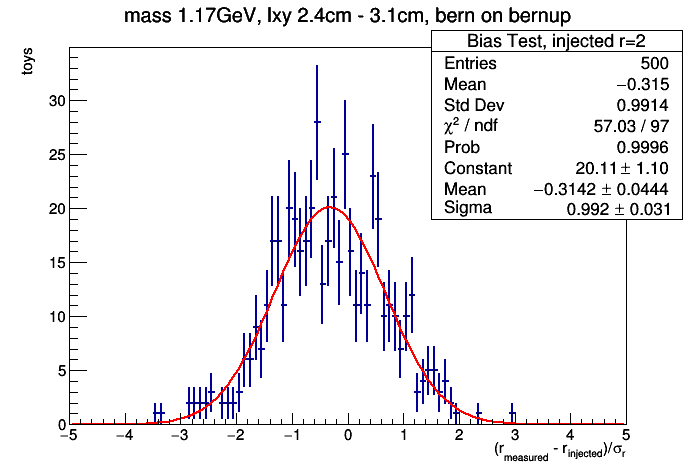 mass 1.17GeV, lxy 2.4cm - 3.1cm, bern on bernup
Bias Test, injected r=2
Entries 500
Mean −0.315
Std Dev 0.9914
χ² / ndf 57.03 / 97
Prob 0.9996
Constant 20.11 ± 1.10
Mean −0.3142 ± 0.0444
Sigma 0.992 ± 0.031
toys
30
25
20
15
10
5
0
−5 −4 −3 −2 −1 0 1 2 3 4 5
(r_measured - r_injected)/σ_r